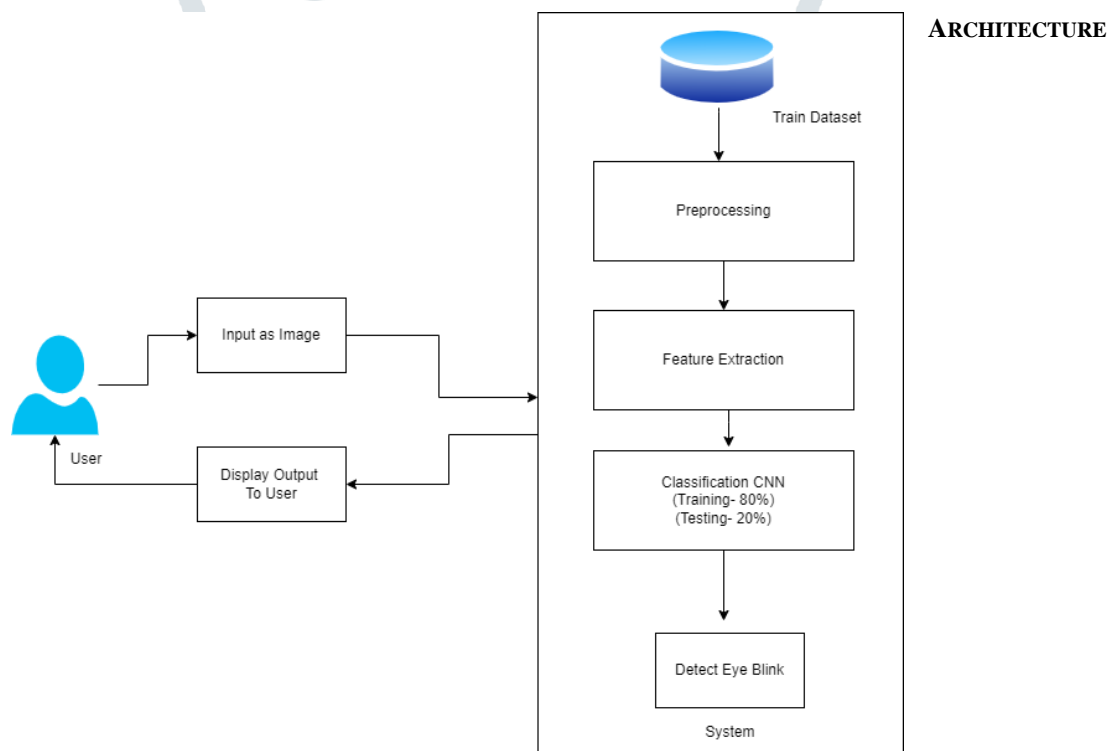 ARCHITECTURE
Train Dataset
Preprocessing
Input as Image
Feature Extraction
User
Display Output
To User
Classification CNN
(Training- 80%)
(Testing- 20%)
Detect Eye Blink
System